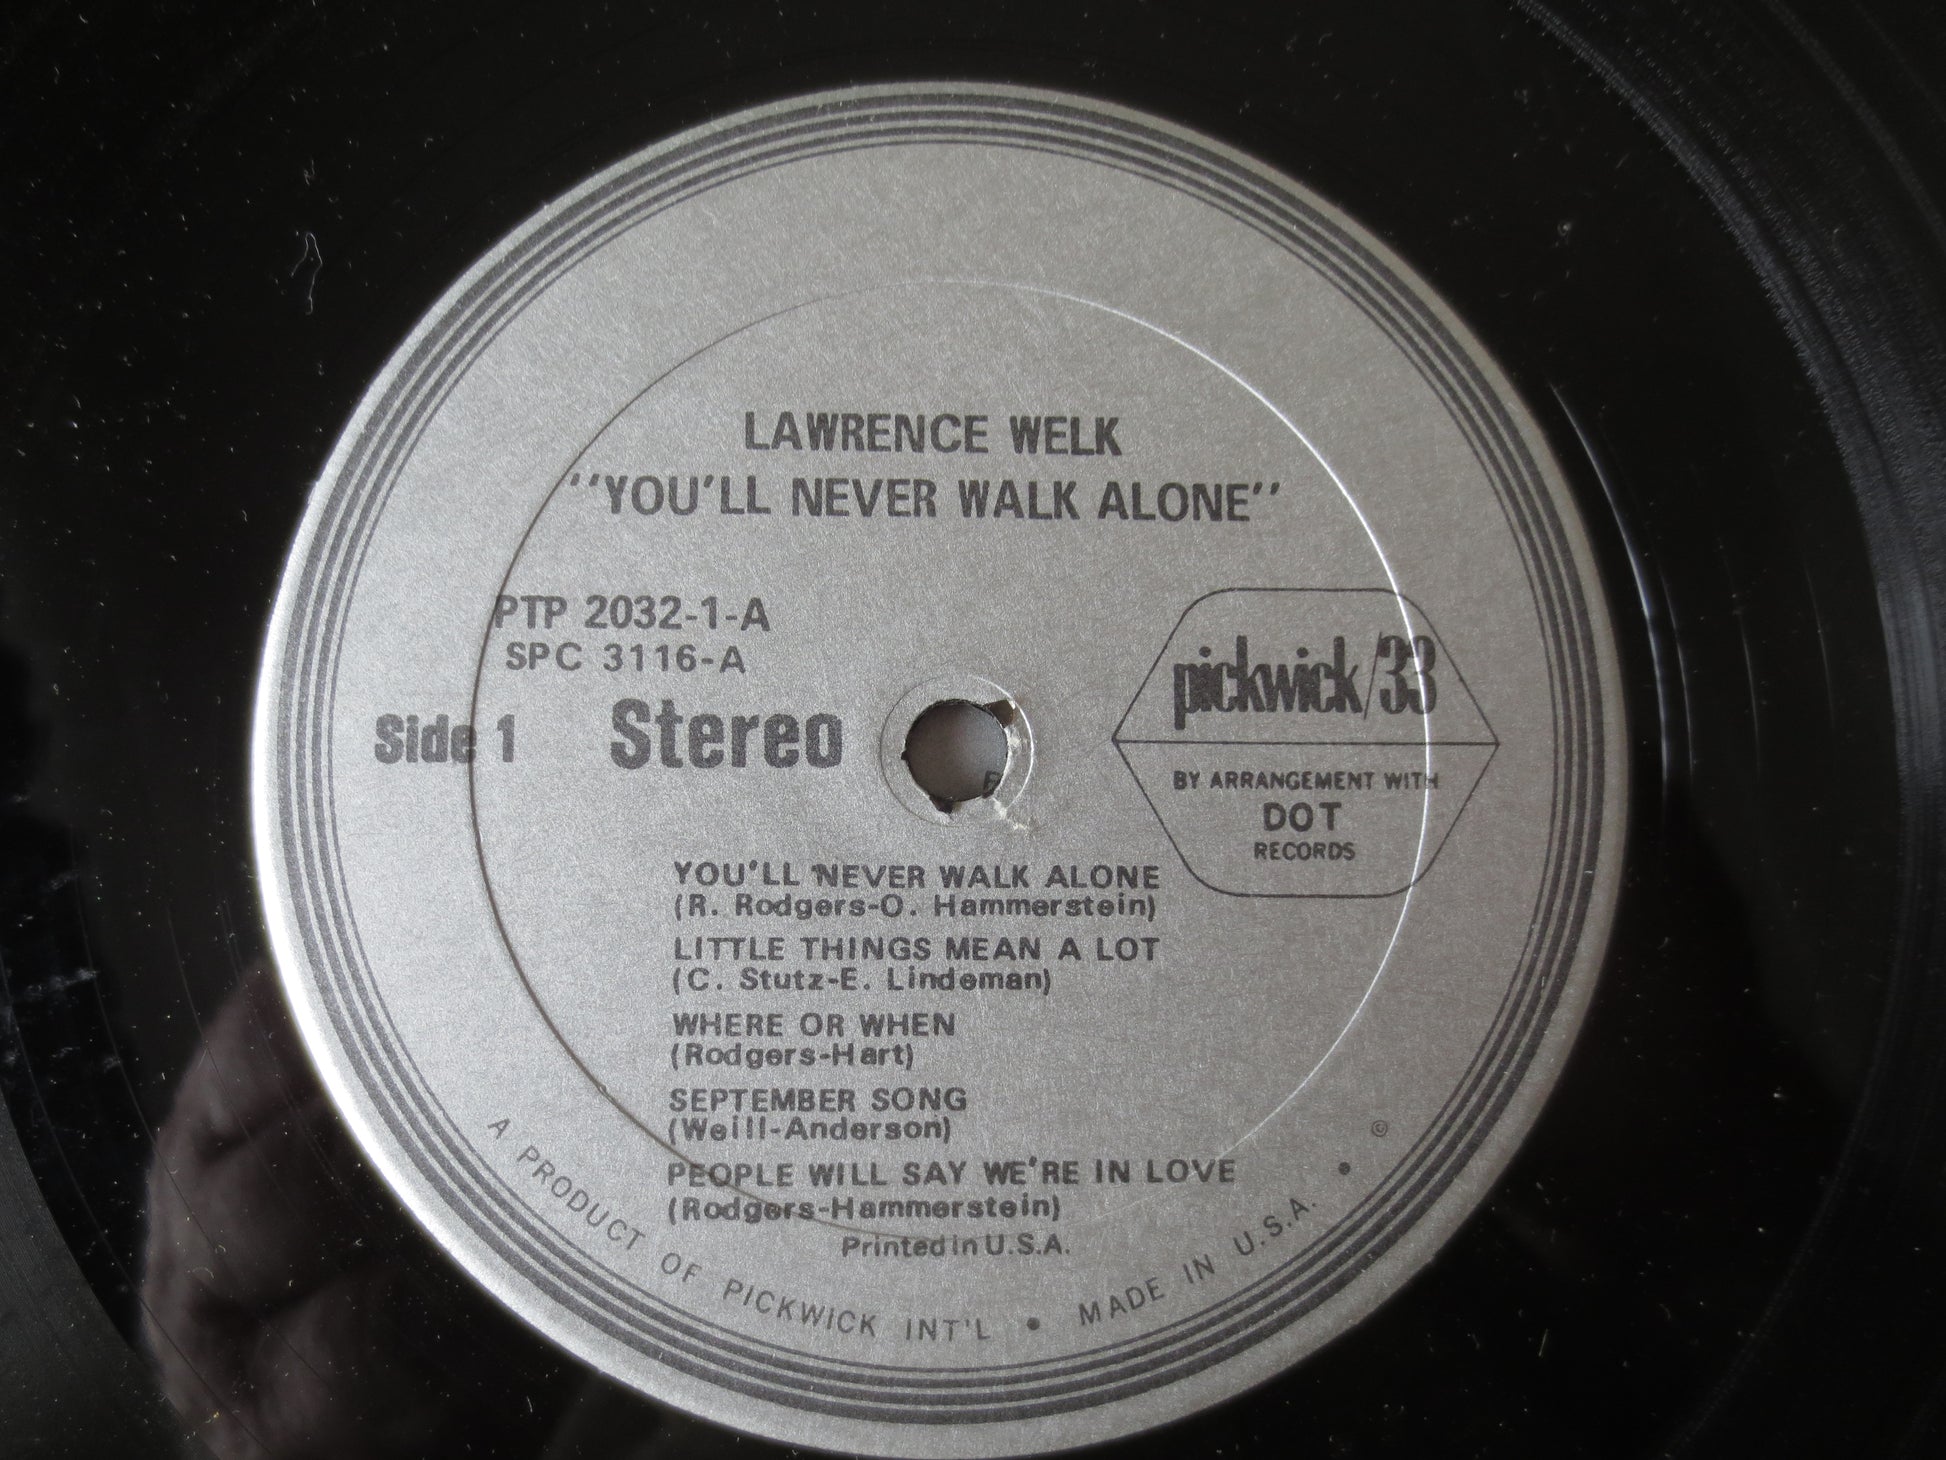 LAWRENCE WELK
''YOU'LL NEVER WALK ALONE''
PTP 2032-1-A
SPC 3116-A
Side 1 Stereo
pickwick/33
BY ARRANGEMENT WITH
DOT
RECORDS
YOU'LL NEVER WALK ALONE
(R. Rodgers-O. Hammerstein)
LITTLE THINGS MEAN A LOT
(C. Stutz-E. Lindeman)
WHERE OR WHEN
(Rodgers-Hart)
SEPTEMBER SONG
(Weill-Anderson)
PEOPLE WILL SAY WE'RE IN LOVE
(Rodgers-Hammerstein)
Printed in U.S.A.
©
A PRODUCT OF PICKWICK INT'L • MADE IN U.S.A. •